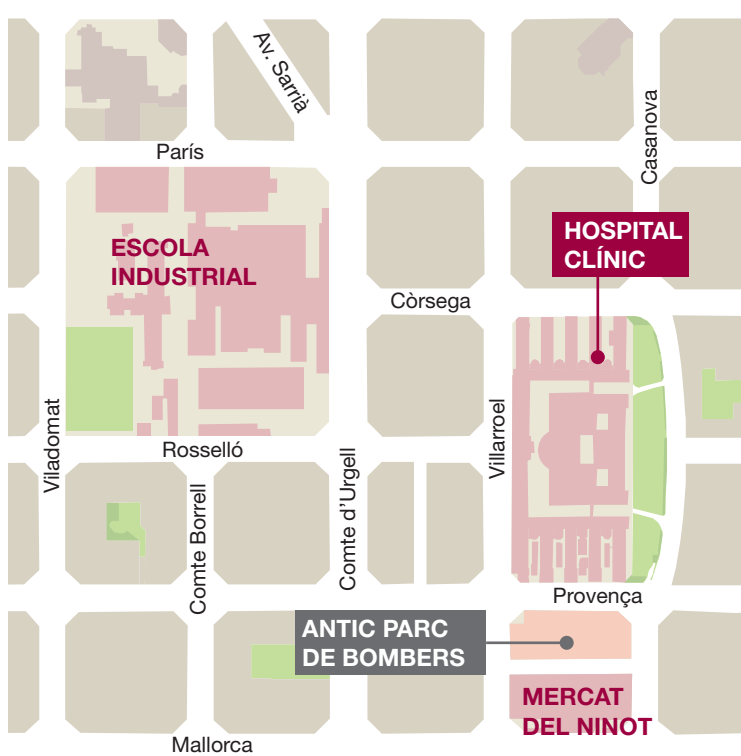 Av. Sarrià
París
Casanova
HOSPITAL
CLÍNIC
ESCOLA
INDUSTRIAL
Còrsega
Viladomat
Villarroel
Rosselló
Comte Borrell
Comte d'Urgell
Provença
ANTIC PARC
DE BOMBERS
MERCAT
DEL NINOT
Mallorca